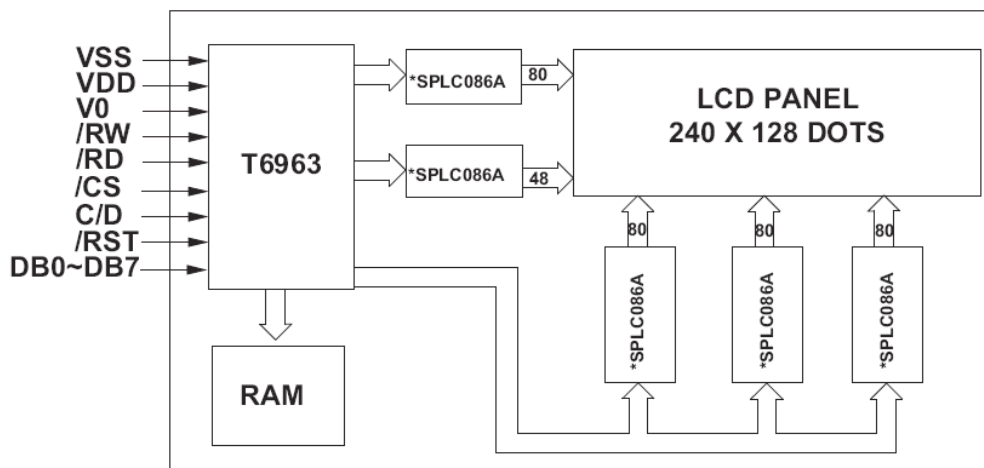 VSS
VDD
V0
/RW
/RD
/CS
C/D
/RST
DB0~DB7
T6963
RAM
*SPLC086A
80
*SPLC086A
48
LCD PANEL
240 X 128 DOTS
80
80
80
*SPLC086A
*SPLC086A
*SPLC086A